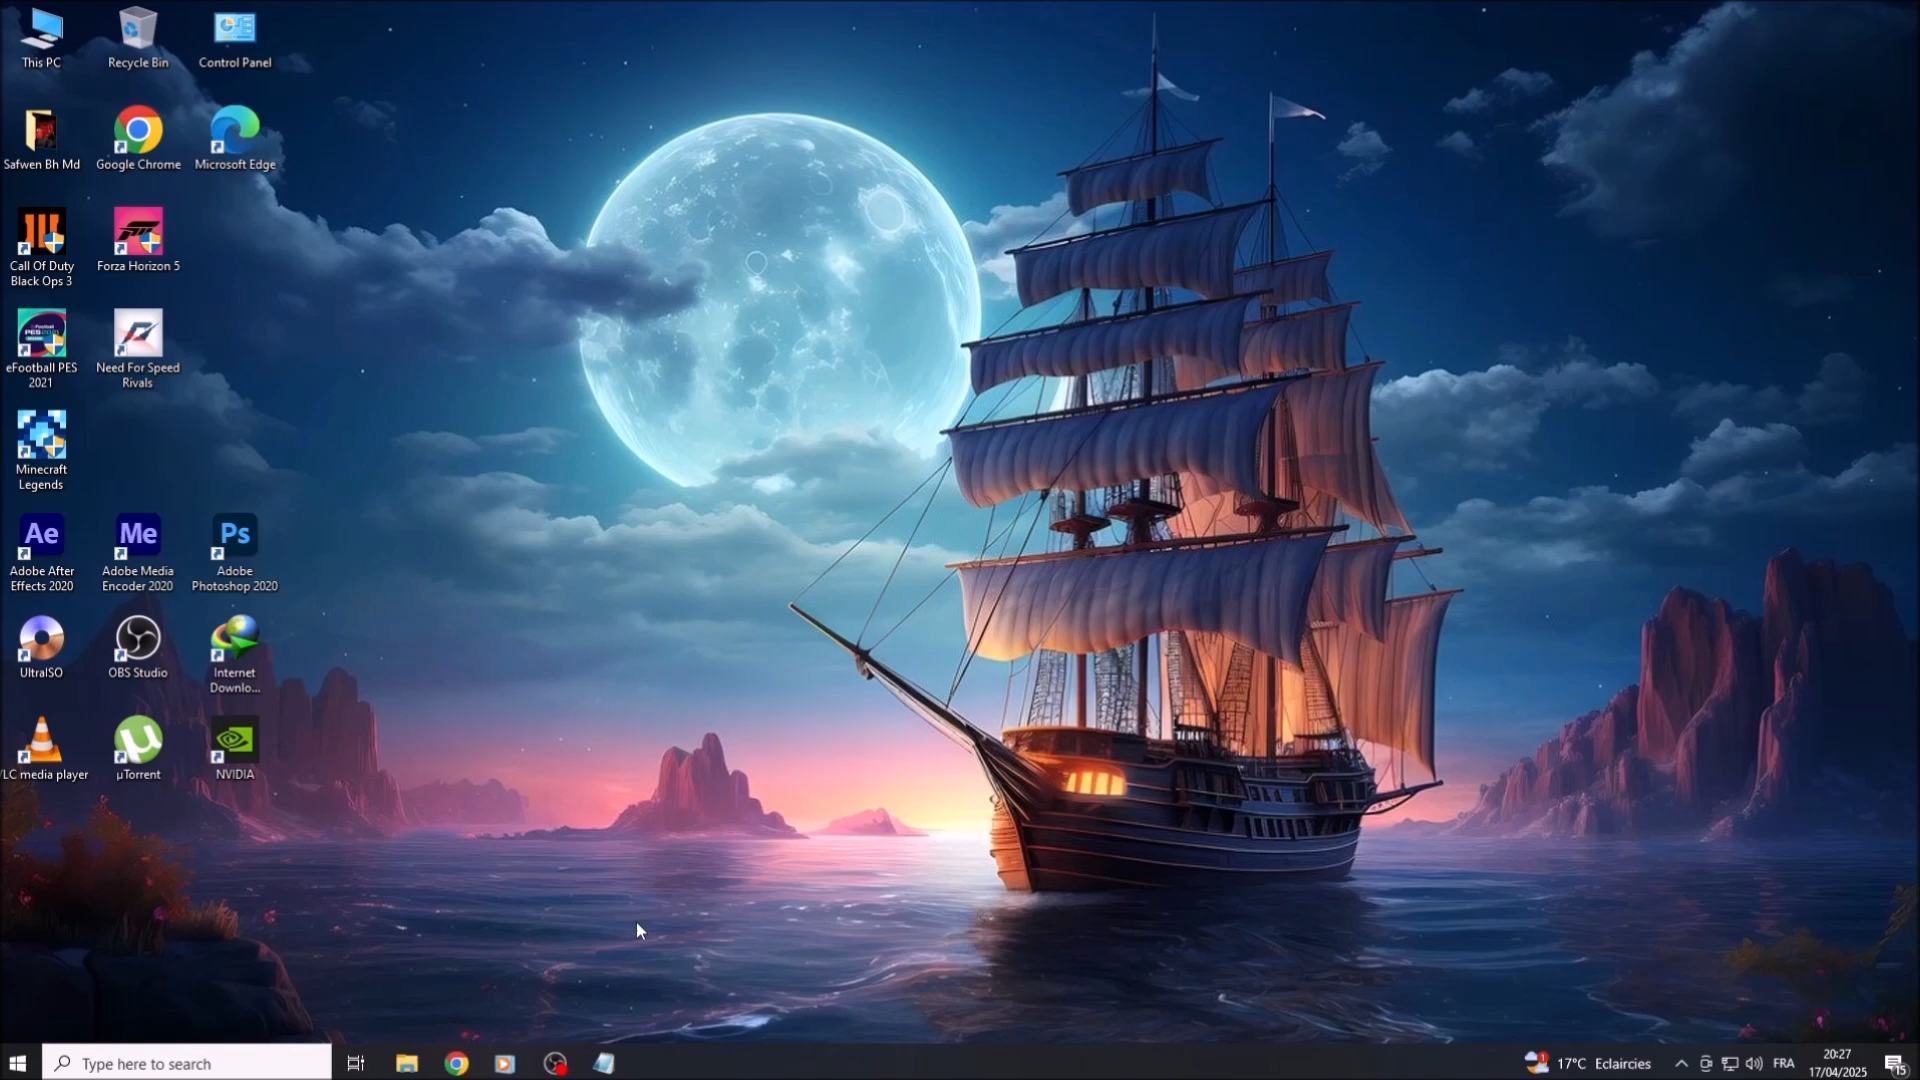 This PC
Recycle Bin
Control Panel
Safwen Bh Md
Google Chrome
Microsoft Edge
Call Of Duty
Black Ops 3
Forza Horizon 5
eFootball PES
2021
Need For Speed
Rivals
Minecraft
Legends
Ae
Me
Ps
Adobe After
Effects 2020
Adobe Media
Encoder 2020
Adobe
Photoshop 2020
UltraISO
OBS Studio
Internet
Downlo...
VLC media player
µTorrent
NVIDIA
Type here to search
1
17°C Eclaircies
FRA
20:27
17/04/2025
15